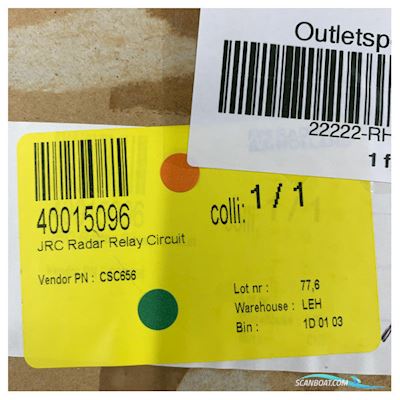 Outletsp
22222-RH
1 f
40015096
colli: 1 / 1
JRC Radar Relay Circuit
Vendor PN : CSC656
Lot nr : 77,6
Warehouse : LEH
Bin : 1D 01 03
SCANBOAT.COM